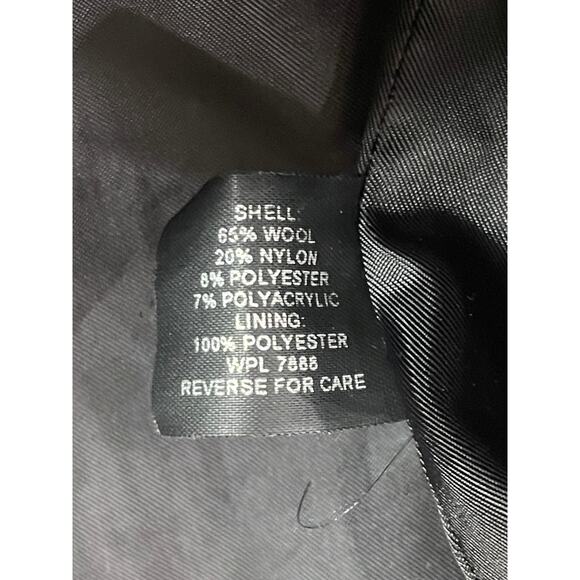 SHELL:
65% WOOL
20% NYLON
8% POLYESTER
7% POLYACRYLIC
LINING:
100% POLYESTER
WPL 7888
REVERSE FOR CARE